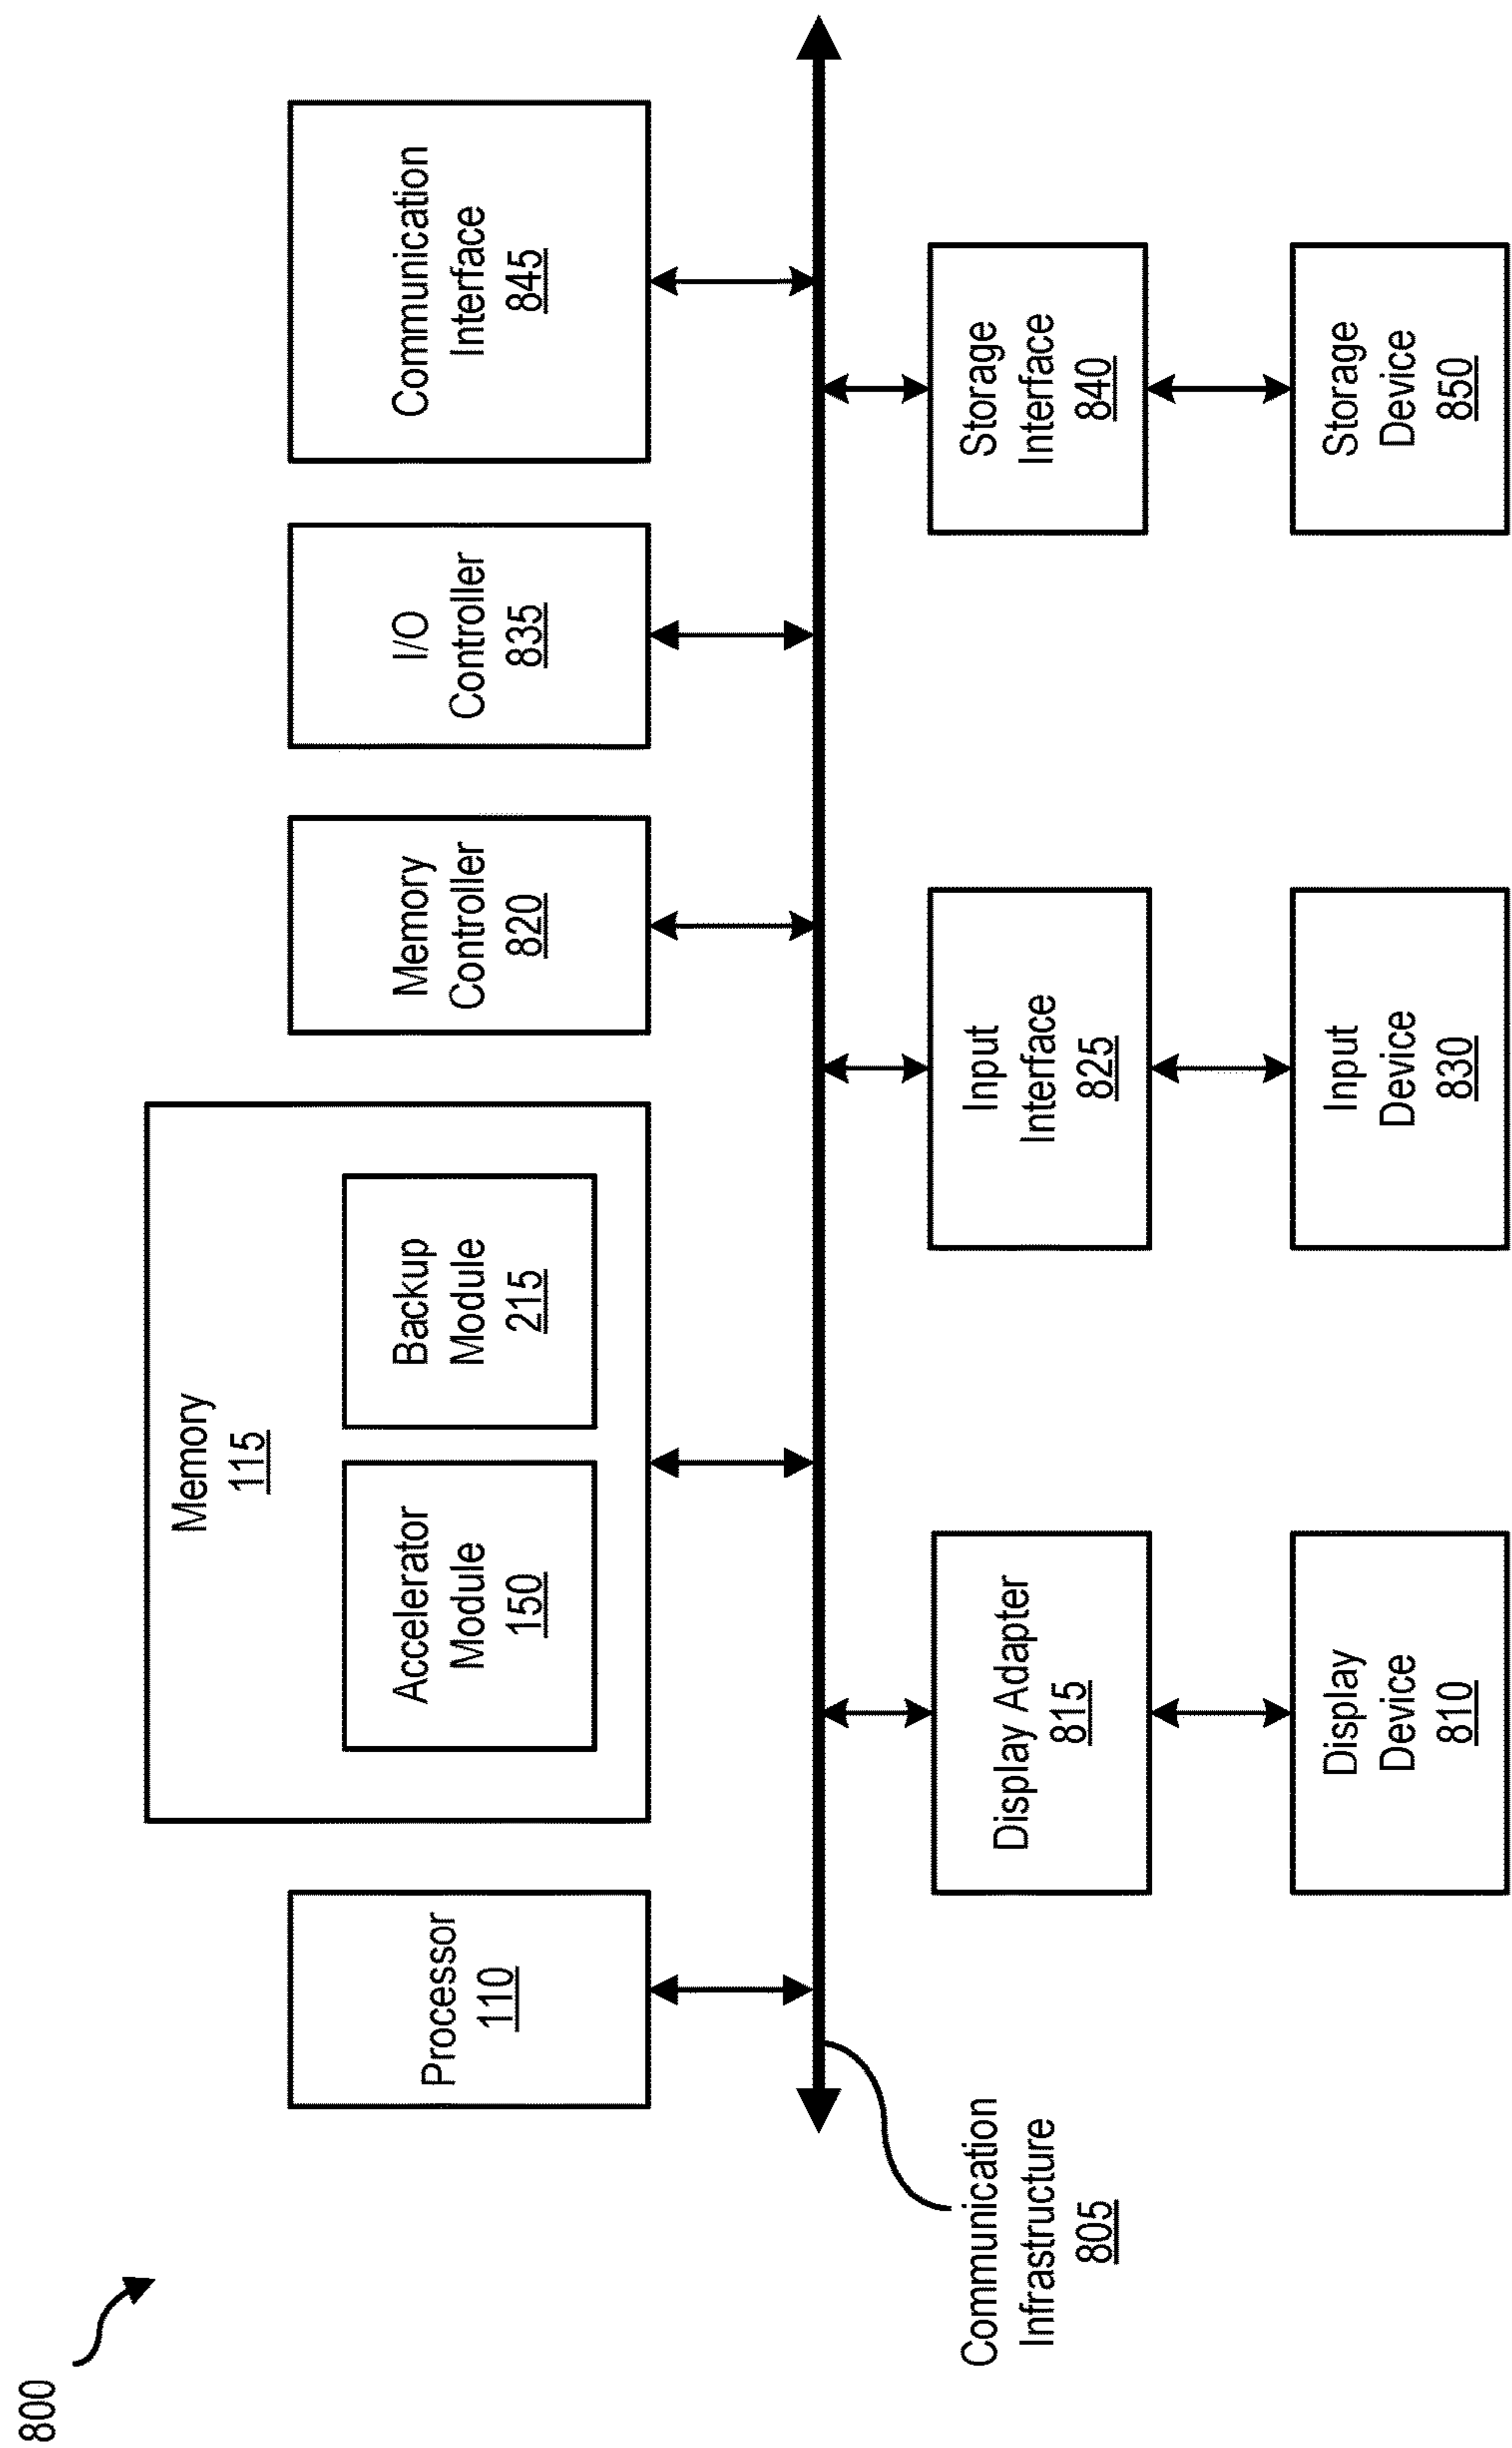 800
Processor
110
Memory
115
Accelerator
Module
150
Backup
Module
215
Memory
Controller
820
I/O
Controller
835
Communication
Interface
845
Communication
Infrastructure
805
Display Adapter
815
Input
Interface
825
Storage
Interface
840
Display
Device
810
Input
Device
830
Storage
Device
850